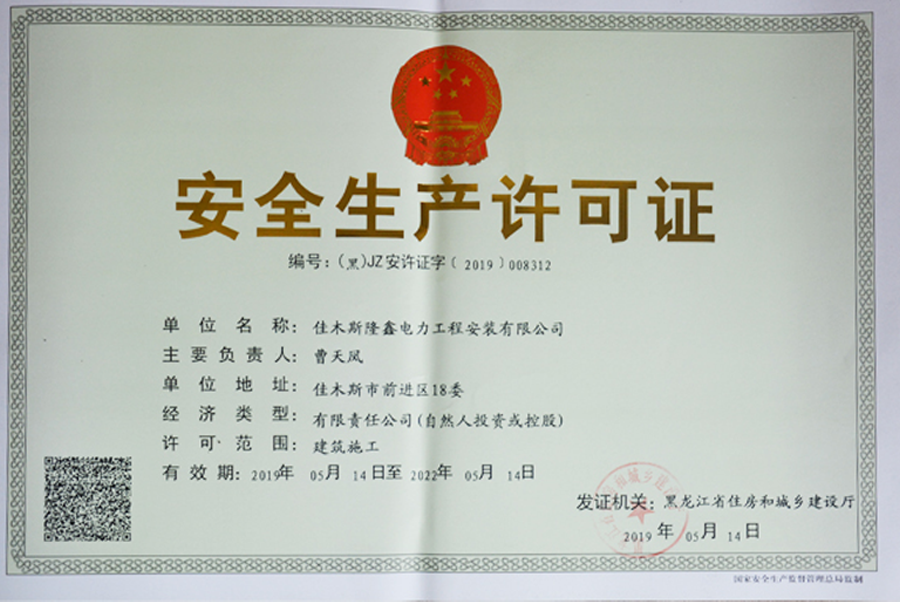 安全生产许可证
编号：(黑)JZ安许证字〔2019〕008312
单位名称：佳木斯隆鑫电力工程安装有限公司
主要负责人：曹天凤
单位地址：佳木斯市前进区18委
经济类型：有限责任公司(自然人投资或控股)
许可范围：建筑施工
有效期：2019年 05月 14日至 2022年 05月 14日
发证机关：黑龙江省住房和城乡建设厅
2019 年 05月 14日
国家安全生产监督管理总局监制